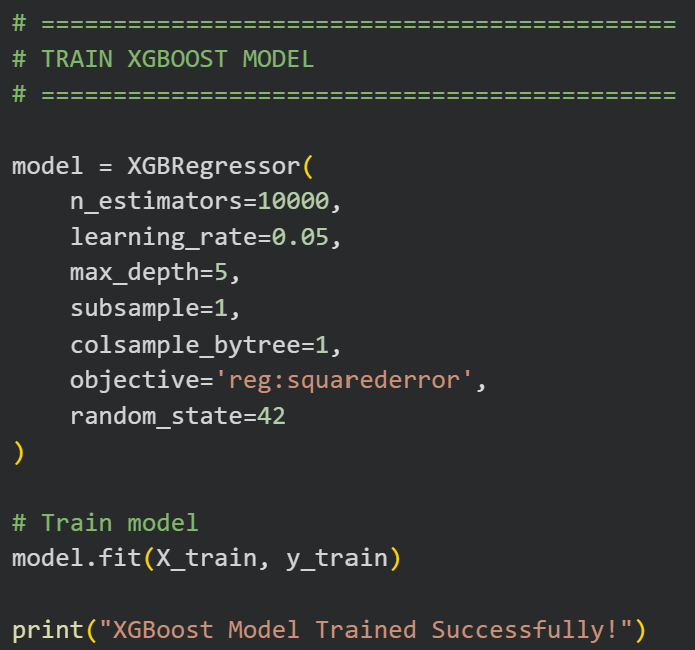 # ============================================
# TRAIN XGBOOST MODEL
# ============================================
model = XGBRegressor(
    n_estimators=10000,
    learning_rate=0.05,
    max_depth=5,
    subsample=1,
    colsample_bytree=1,
    objective='reg:squarederror',
    random_state=42
)
# Train model
model.fit(X_train, y_train)
print("XGBoost Model Trained Successfully!")